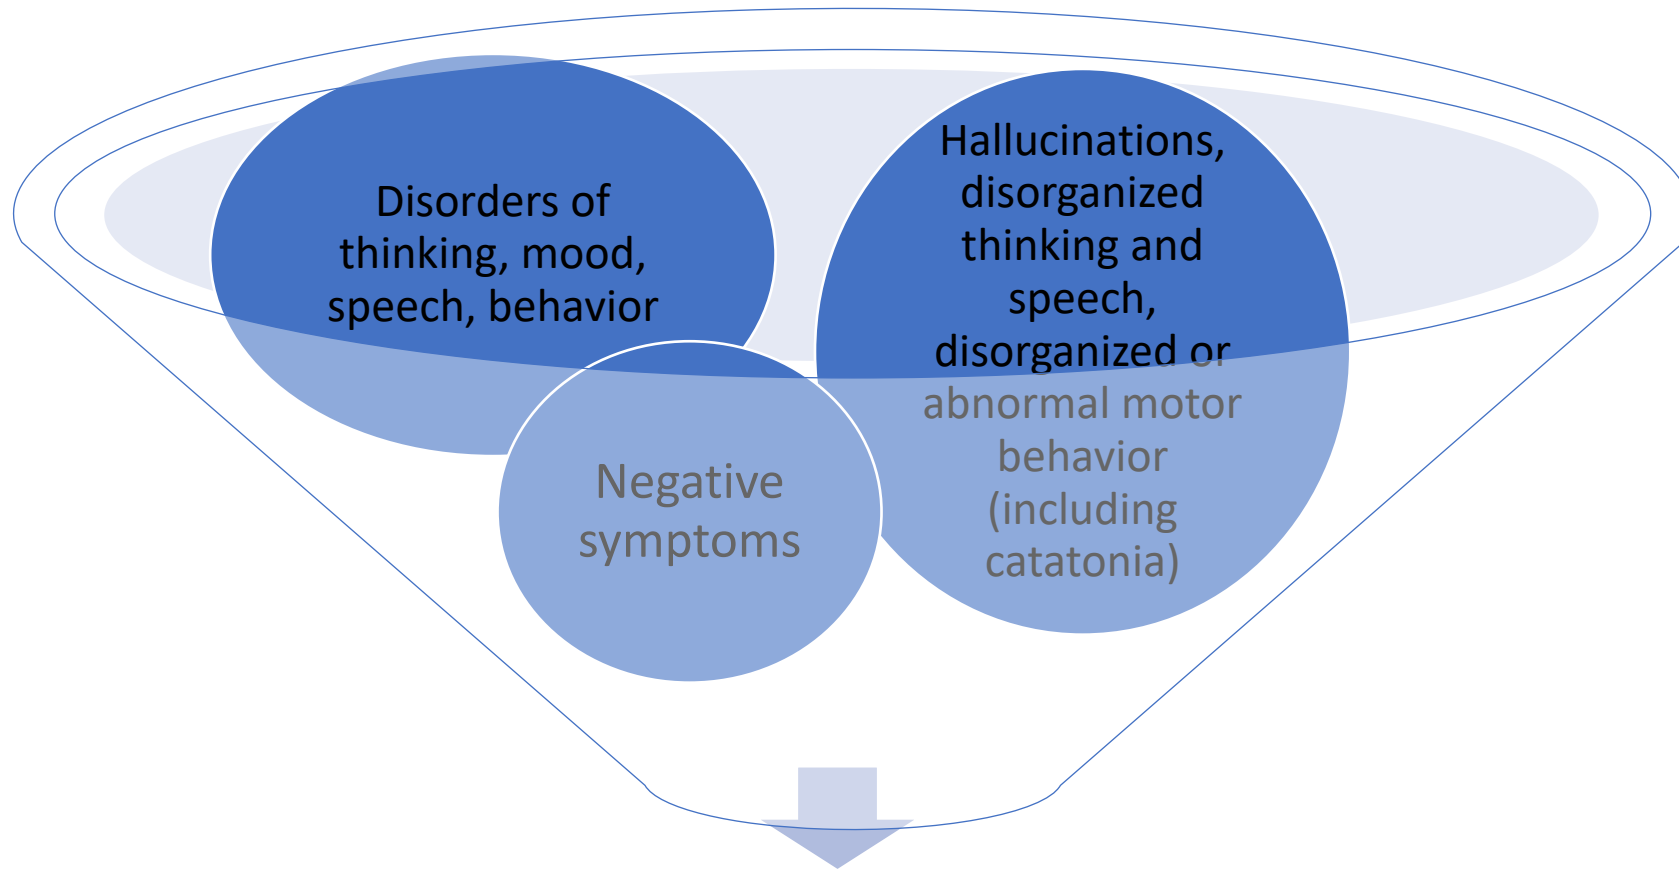 Disorders of
thinking, mood,
speech, behavior
Hallucinations,
disorganized
thinking and
speech,
disorganized or
abnormal motor
behavior
(including
catatonia)
Negative
symptoms